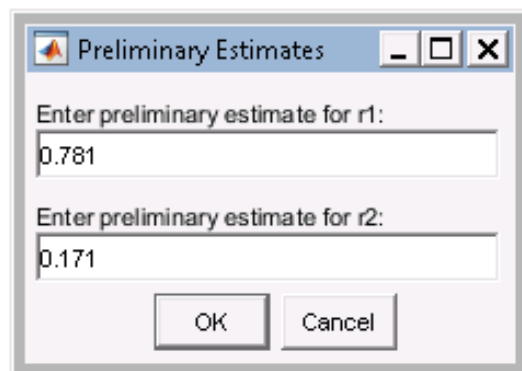 Preliminary Estimates
Enter preliminary estimate for r1:
0.781
Enter preliminary estimate for r2:
0.171
OK Cancel